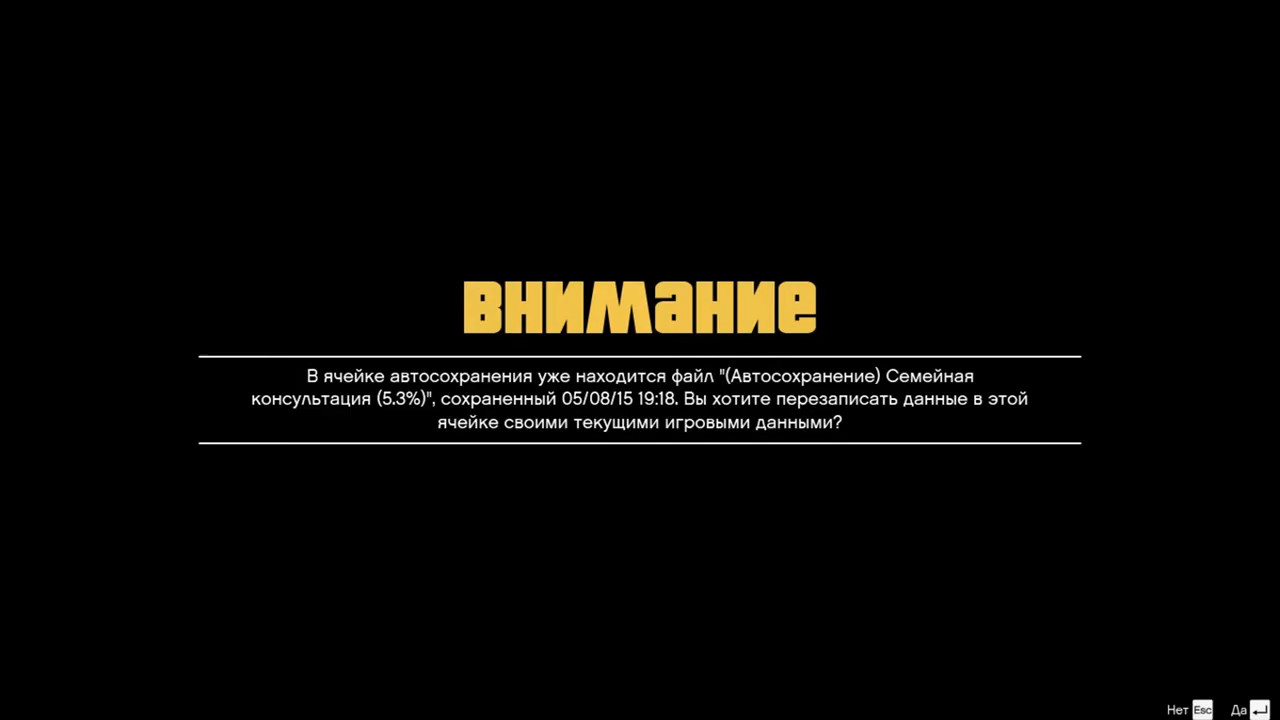 внимание
В ячейке автосохранения уже находится файл "(Автосохранение) Семейная
консультация (5.3%)", сохраненный 05/08/15 19:18. Вы хотите перезаписать данные в этой
ячейке своими текущими игровыми данными?
Нет Esc Да